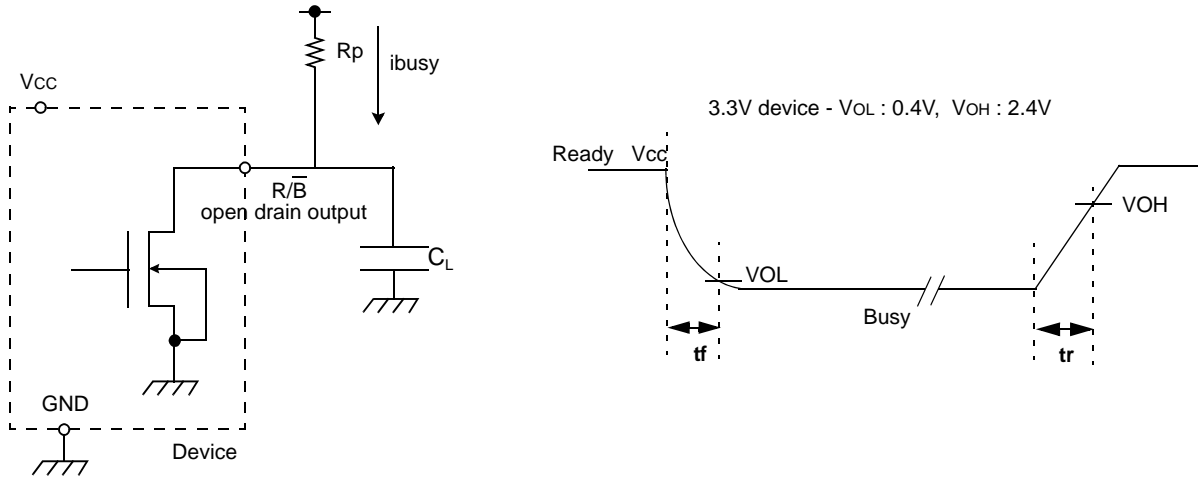 Rp
ibusy
VCC
R/B̅
open drain output
CL
GND
Device
3.3V device - VOL : 0.4V, VOH : 2.4V
Ready Vcc
VOH
VOL
Busy
tf
tr